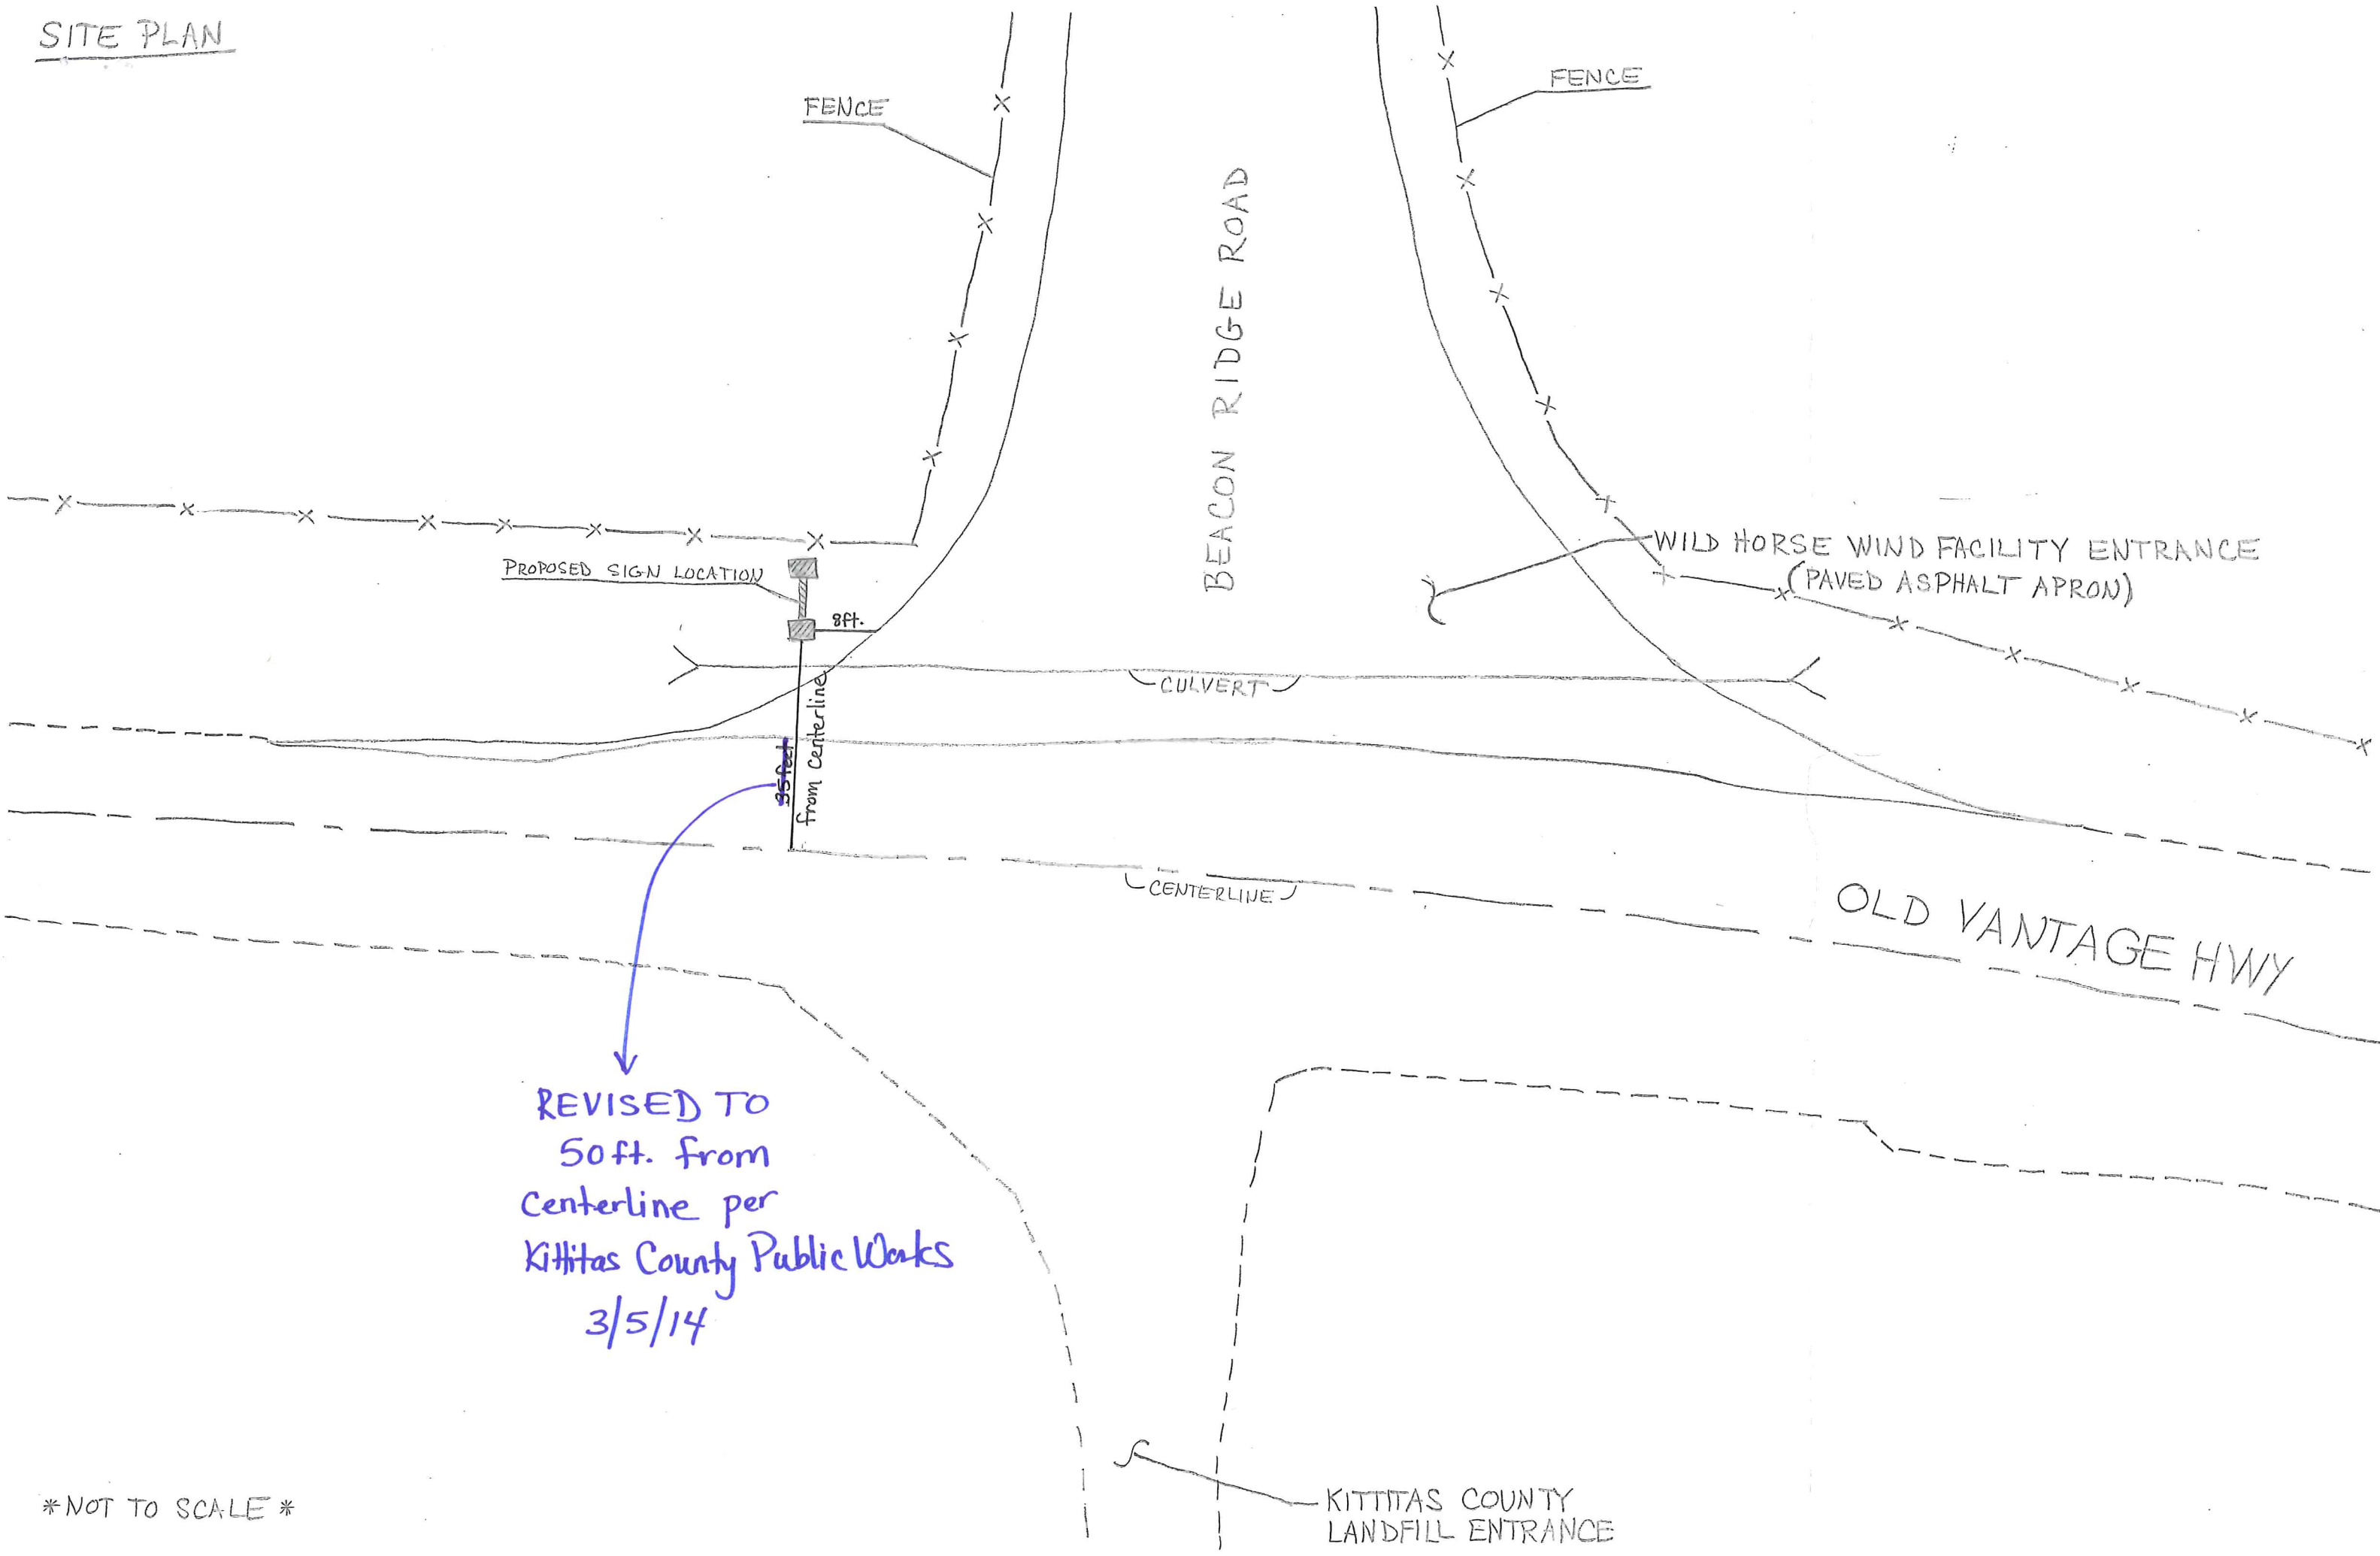 SITE PLAN
FENCE
FENCE
BEACON RIDGE ROAD
WILD HORSE WIND FACILITY ENTRANCE
(PAVED ASPHALT APRON)
PROPOSED SIGN LOCATION
8ft.
CULVERT
35 feet
from Centerline
CENTERLINE
OLD VANTAGE HWY
REVISED TO
50ft. from
Centerline per
Kittitas County Public Works
3/5/14
*NOT TO SCALE*
KITTITAS COUNTY
LANDFILL ENTRANCE